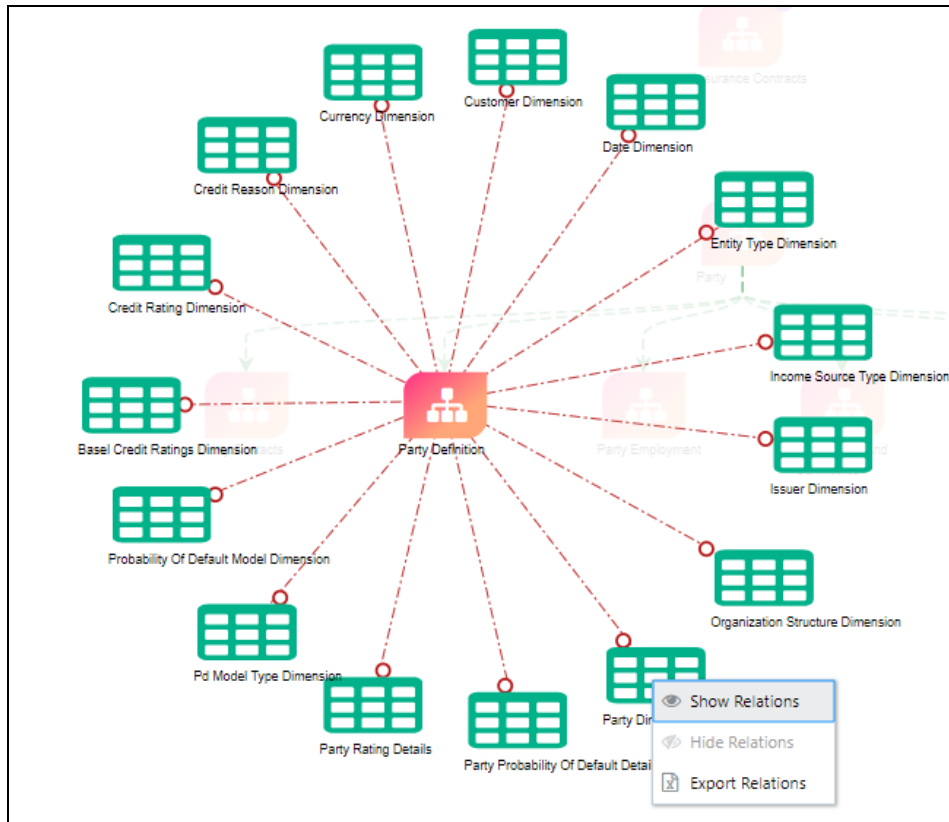 Insurance Contracts
Customer Dimension
Currency Dimension
Date Dimension
Credit Reason Dimension
Entity Type Dimension
Party
Credit Rating Dimension
Income Source Type Dimension
Basel Credit Ratings Dimension
Party Definition
Party Employment
Issuer Dimension
Probability Of Default Model Dimension
Organization Structure Dimension
Pd Model Type Dimension
Party Rating Details
Party Probability Of Default Detai
Party Di
Show Relations
Hide Relations
Export Relations